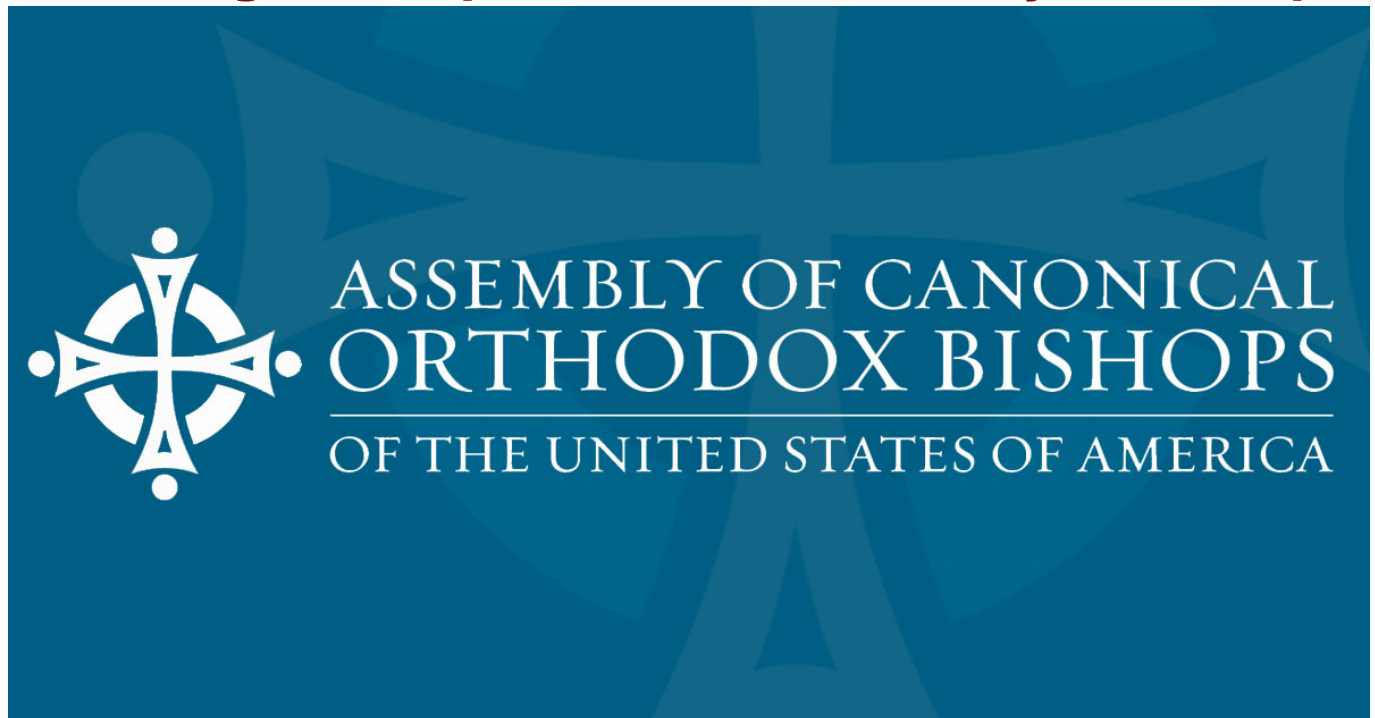 ASSEMBLY OF CANONICAL
ORTHODOX BISHOPS
OF THE UNITED STATES OF AMERICA